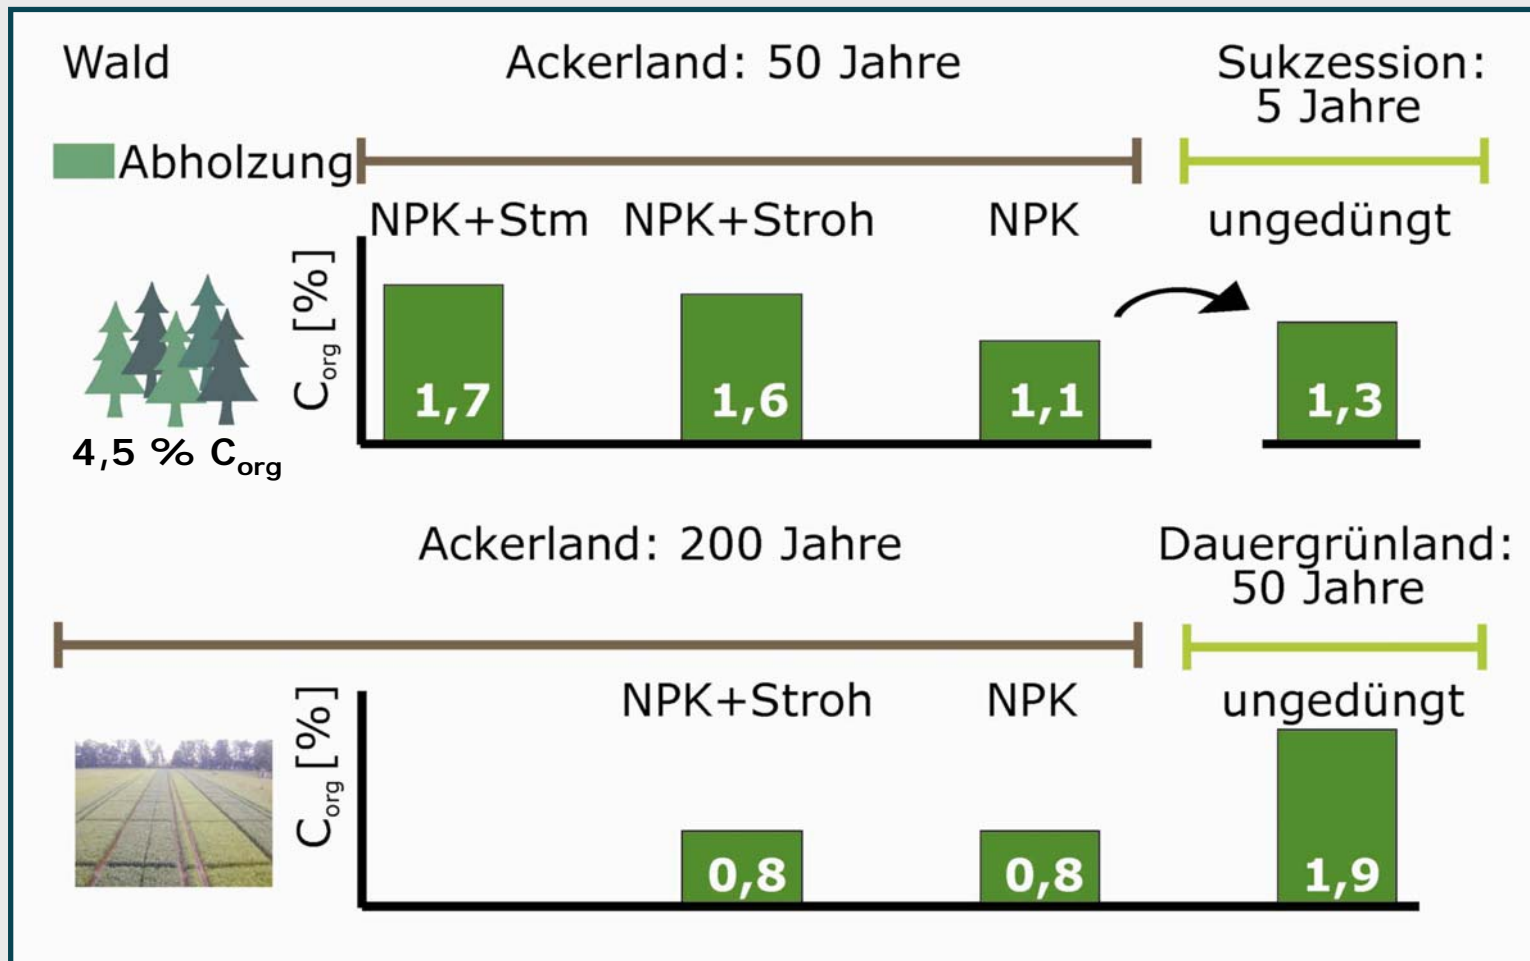 Wald
Ackerland: 50 Jahre
Sukzession:
5 Jahre
Abholzung
NPK+Stm
NPK+Stroh
NPK
ungedüngt
Corg [%]
1,7
1,6
1,1
1,3
4,5 % Corg
Ackerland: 200 Jahre
Dauergrünland:
50 Jahre
NPK+Stroh
NPK
ungedüngt
Corg [%]
0,8
0,8
1,9